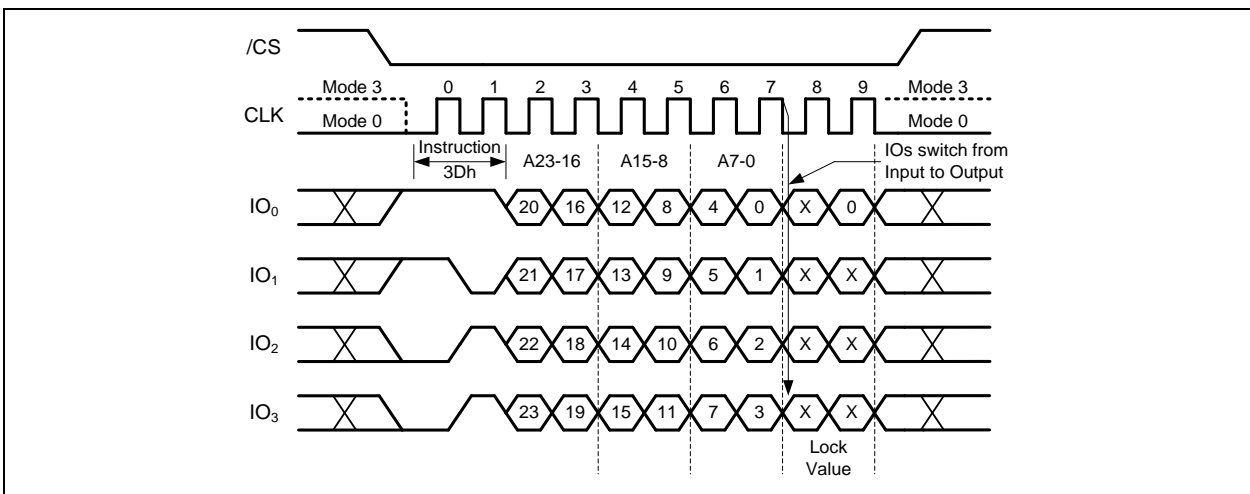 /CS
Mode 3 0 1 2 3 4 5 6 7 8 9 Mode 3
CLK
Mode 0 Mode 0
Instruction
3Dh
A23-16 A15-8 A7-0
IOs switch from
Input to Output
IO0 20 16 12 8 4 0 X 0
IO1 21 17 13 9 5 1 X X
IO2 22 18 14 10 6 2 X X
IO3 23 19 15 11 7 3 X X
Lock
Value